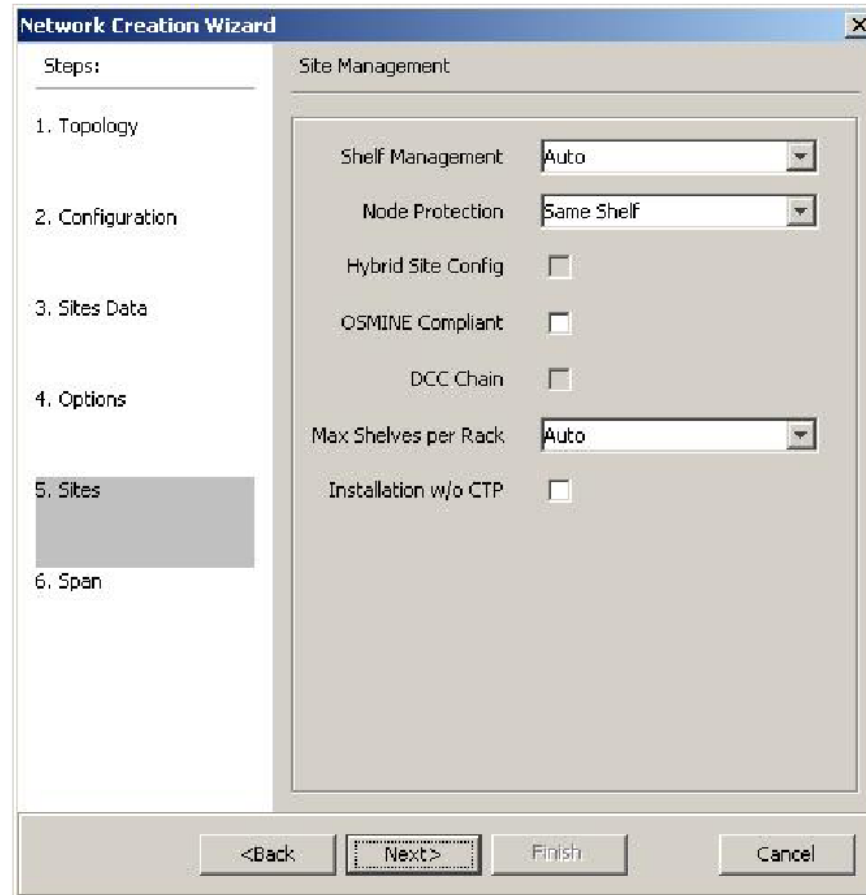 Network Creation Wizard
Steps:
1. Topology
2. Configuration
3. Sites Data
4. Options
5. Sites
6. Span
Site Management
Shelf Management Auto
Node Protection Same Shelf
Hybrid Site Config
OSMINE Compliant
DCC Chain
Max Shelves per Rack Auto
Installation w/o CTP
<Back Next> Finish Cancel